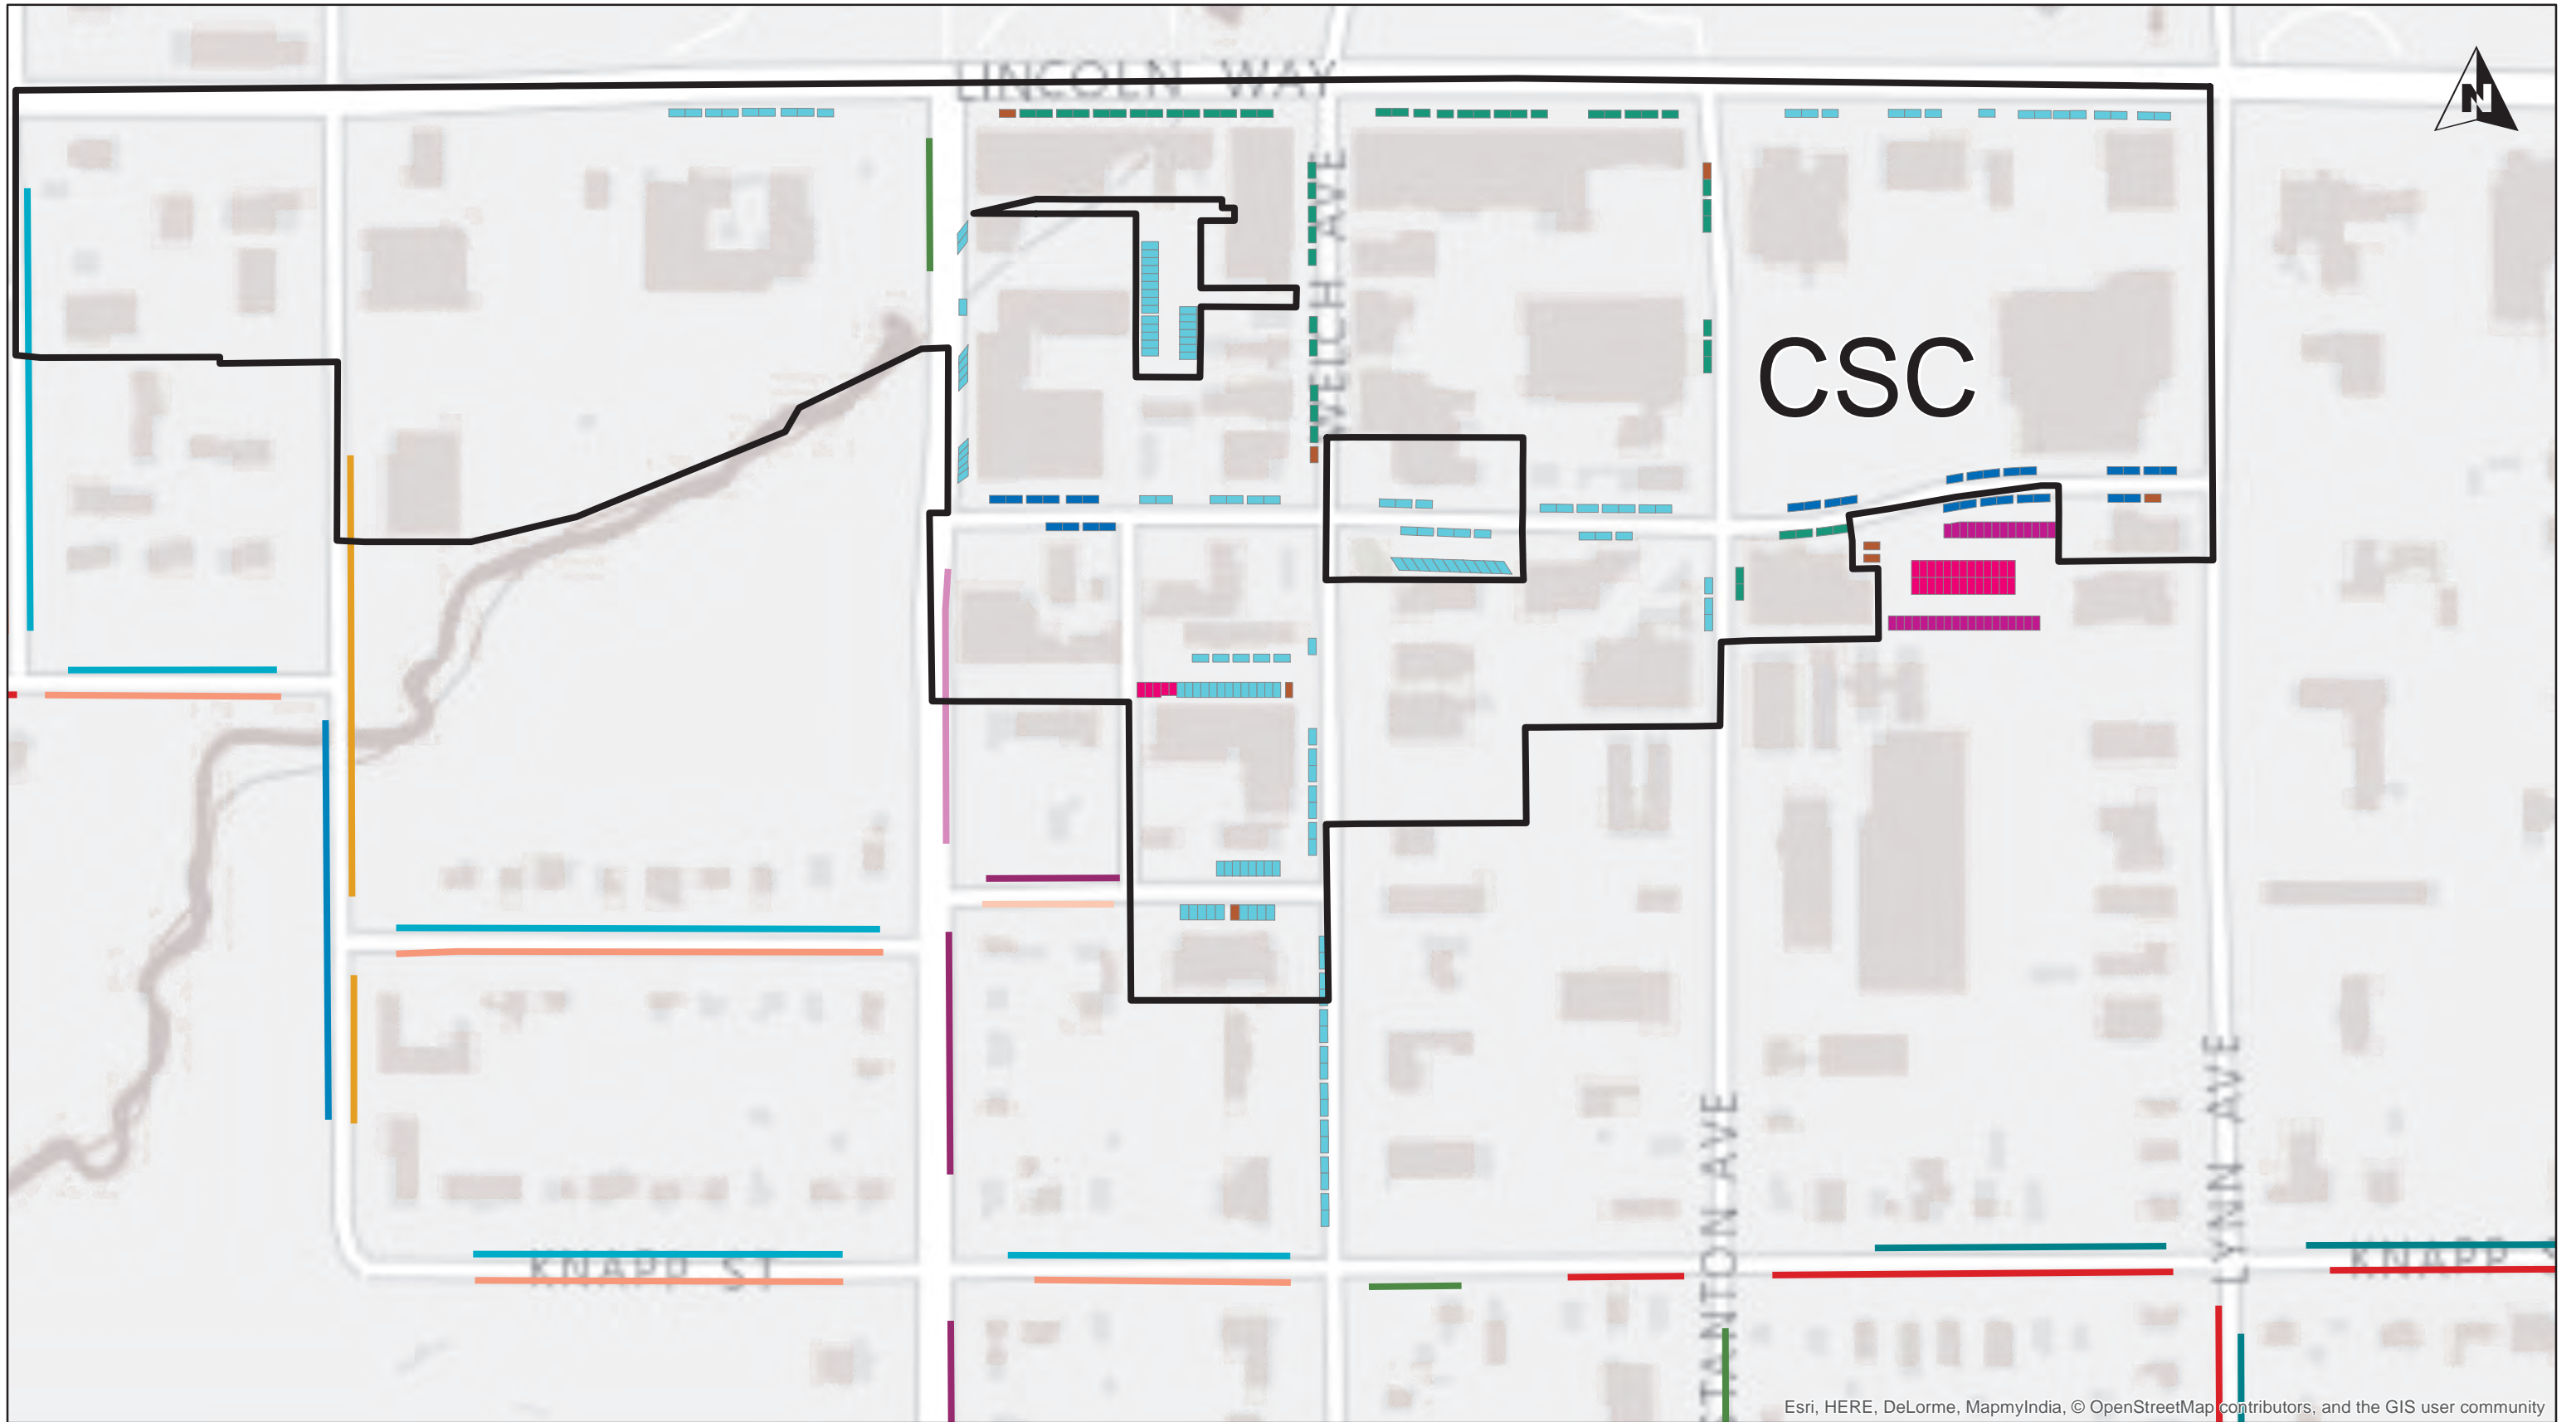 LINCOLN WAY
N
WELCH AVE
CSC
STANTON AVE
LYNN AVE
KNAPP ST
KNAPP S
Esri, HERE, DeLorme, MapmyIndia, © OpenStreetMap contributors, and the GIS user community